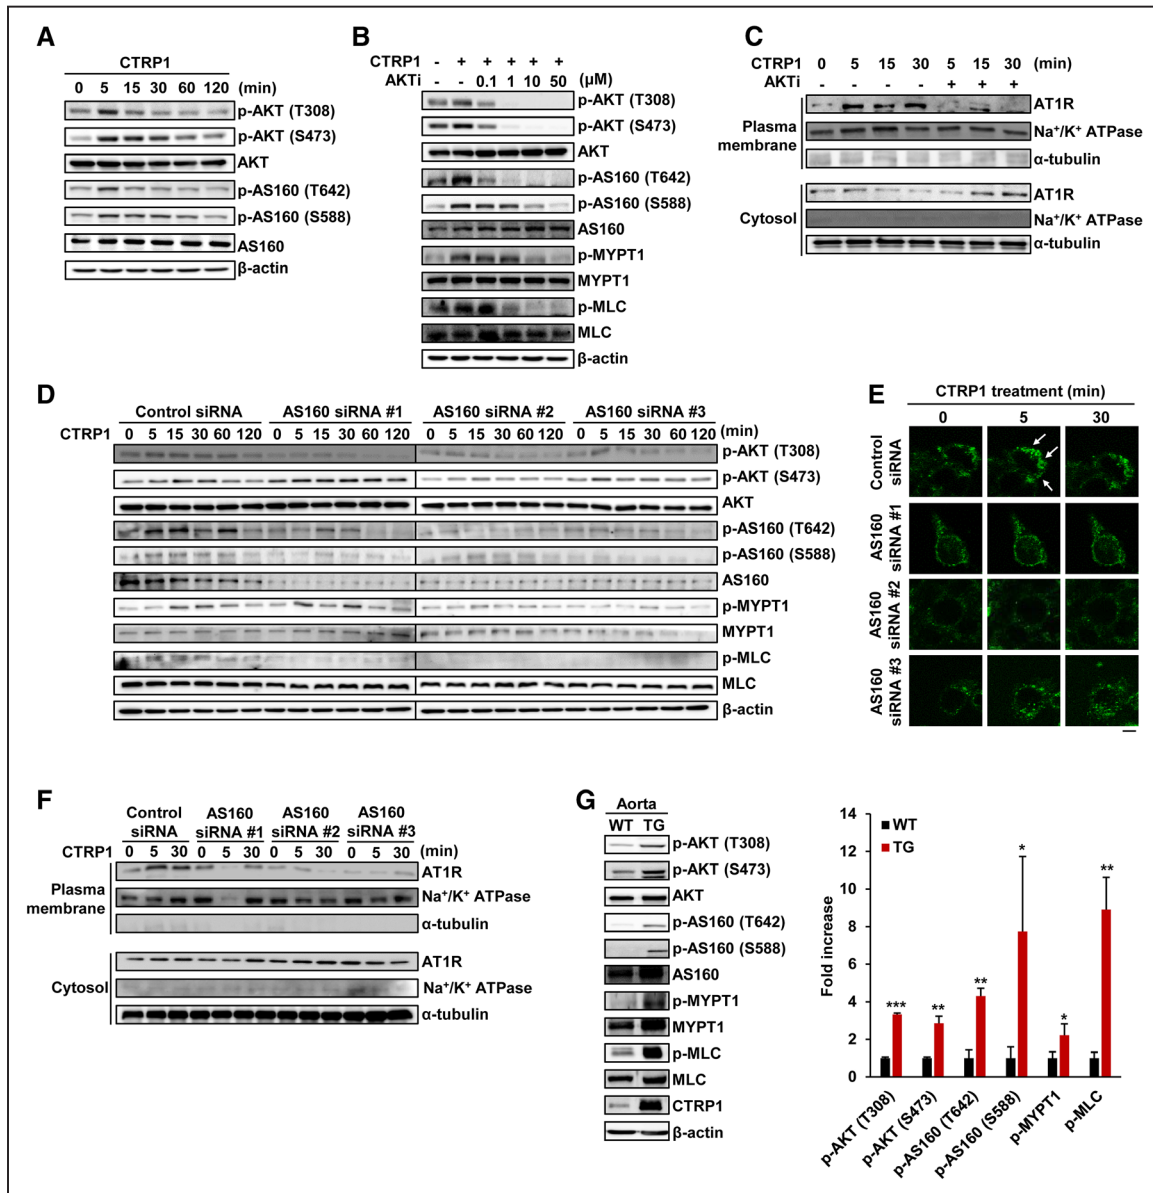 A
CTRP1
0 5 15 30 60 120 (min)
p-AKT (T308)
p-AKT (S473)
AKT
p-AS160 (T642)
p-AS160 (S588)
AS160
β-actin
B
CTRP1 - + + + + +
AKTi - - 0.1 1 10 50 (μM)
p-AKT (T308)
p-AKT (S473)
AKT
p-AS160 (T642)
p-AS160 (S588)
AS160
p-MYPT1
MYPT1
p-MLC
MLC
β-actin
C
CTRP1 0 5 15 30 5 15 30 (min)
AKTi + + +
Plasma membrane
AT1R
Na⁺/K⁺ ATPase
α-tubulin
Cytosol
AT1R
Na⁺/K⁺ ATPase
α-tubulin
D
Control siRNA AS160 siRNA #1 AS160 siRNA #2 AS160 siRNA #3
CTRP1 0 5 15 30 60 120 0 5 15 30 60 120 0 5 15 30 60 120 0 5 15 30 60 120 (min)
p-AKT (T308)
p-AKT (S473)
AKT
p-AS160 (T642)
p-AS160 (S588)
AS160
p-MYPT1
MYPT1
p-MLC
MLC
β-actin
E
CTRP1 treatment (min)
0 5 30
Control siRNA
AS160 siRNA #1
AS160 siRNA #2
AS160 siRNA #3
F
Control siRNA AS160 siRNA #1 AS160 siRNA #2 AS160 siRNA #3
CTRP1 0 5 30 0 5 30 0 5 30 0 5 30 (min)
Plasma membrane
AT1R
Na⁺/K⁺ ATPase
α-tubulin
Cytosol
AT1R
Na⁺/K⁺ ATPase
α-tubulin
G
Aorta
WT TG
p-AKT (T308)
p-AKT (S473)
AKT
p-AS160 (T642)
p-AS160 (S588)
AS160
p-MYPT1
MYPT1
p-MLC
MLC
CTRP1
β-actin
Fold increase
14
12
10
8
6
4
2
0
WT
TG
***
**
**
*
*
**
p-AKT (T308)
p-AKT (S473)
p-AS160 (T642)
p-AS160 (S588)
p-MYPT1
p-MLC